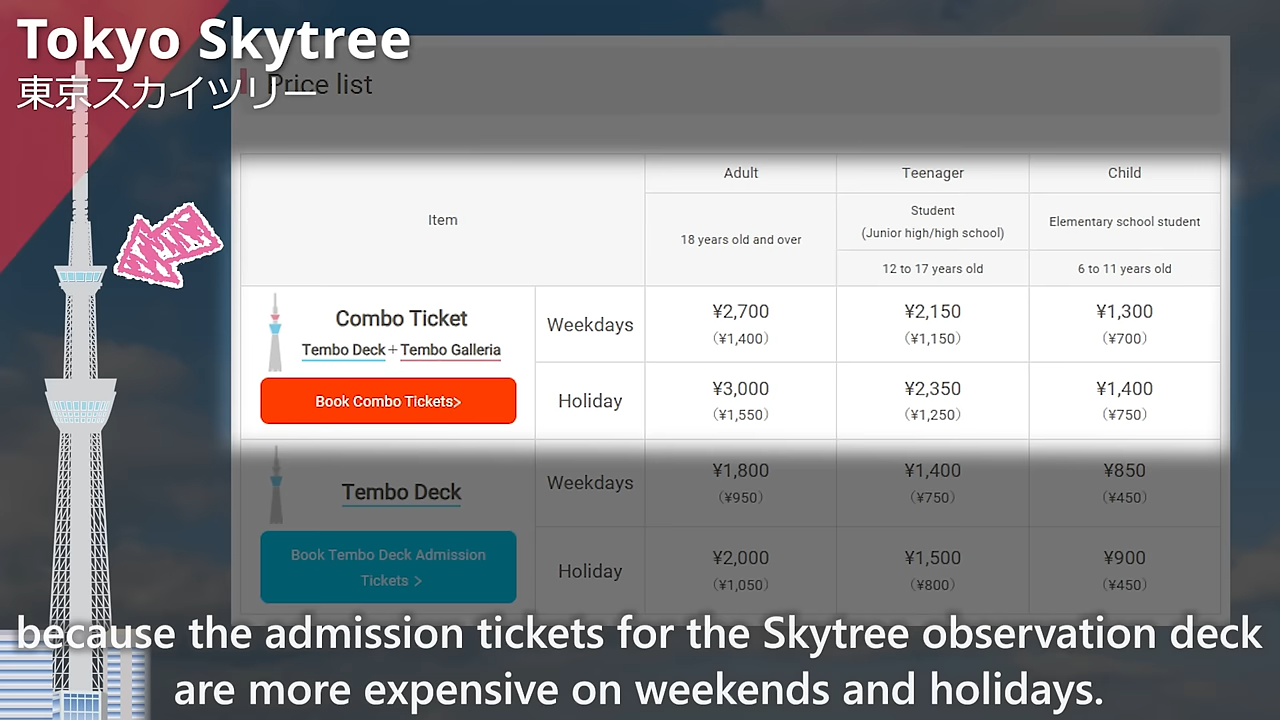 Tokyo Skytree
東京スカイツリー
Price list
Item
Adult
Teenager
Child
18 years old and over
Student
(Junior high/high school)
Elementary school student
12 to 17 years old
6 to 11 years old
Combo Ticket
Tembo Deck+Tembo Galleria
Book Combo Tickets>
Weekdays
¥2,700
(¥1,400)
¥2,150
(¥1,150)
¥1,300
(¥700)
Holiday
¥3,000
(¥1,550)
¥2,350
(¥1,250)
¥1,400
(¥750)
Tembo Deck
Book Tembo Deck Admission
Tickets >
Weekdays
¥1,800
(¥950)
¥1,400
(¥750)
¥850
(¥450)
Holiday
¥2,000
(¥1,050)
¥1,500
(¥800)
¥900
(¥450)
because the admission tickets for the Skytree observation deck
are more expensive on weekends and holidays.